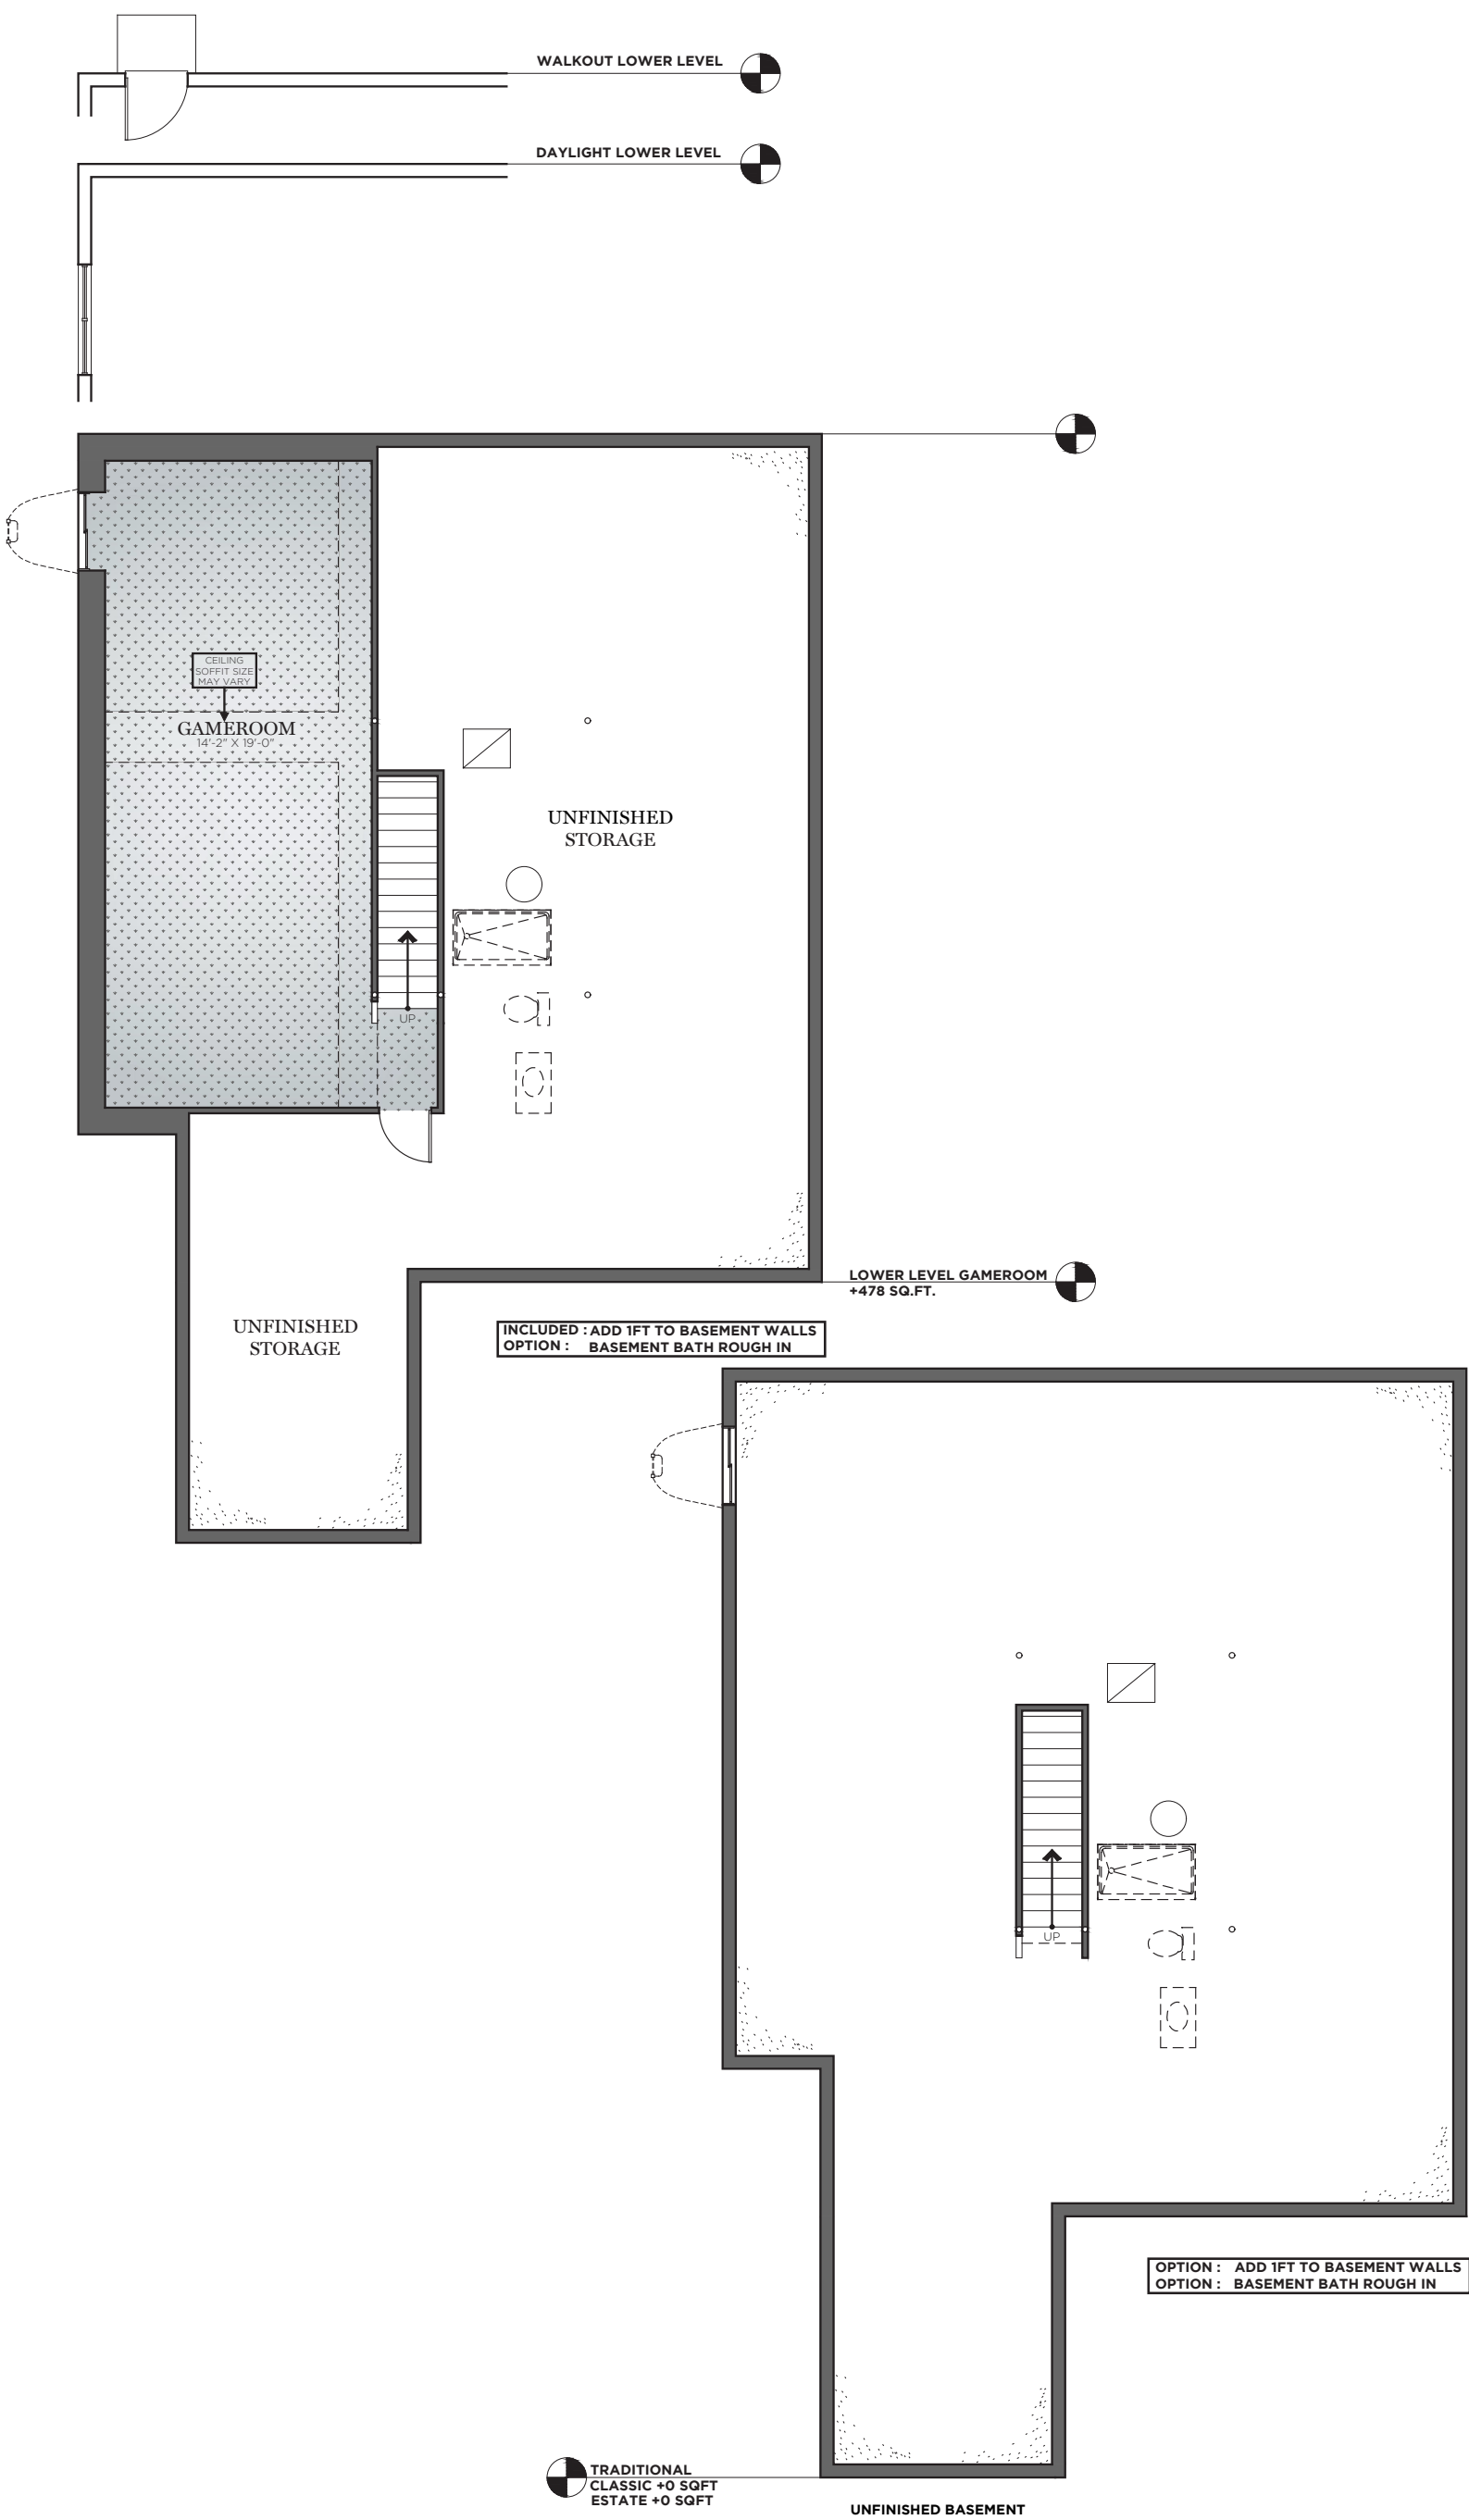 WALKOUT LOWER LEVEL
DAYLIGHT LOWER LEVEL
CEILING
SOFFIT SIZE
MAY VARY
GAMEROOM
14'-2" X 19'-0"
UNFINISHED
STORAGE
UP
LOWER LEVEL GAMEROOM
+478 SQ.FT.
UNFINISHED
STORAGE
INCLUDED : ADD 1FT TO BASEMENT WALLS
OPTION : BASEMENT BATH ROUGH IN
UP
OPTION : ADD 1FT TO BASEMENT WALLS
OPTION : BASEMENT BATH ROUGH IN
TRADITIONAL
CLASSIC +0 SQFT
ESTATE +0 SQFT
UNFINISHED BASEMENT